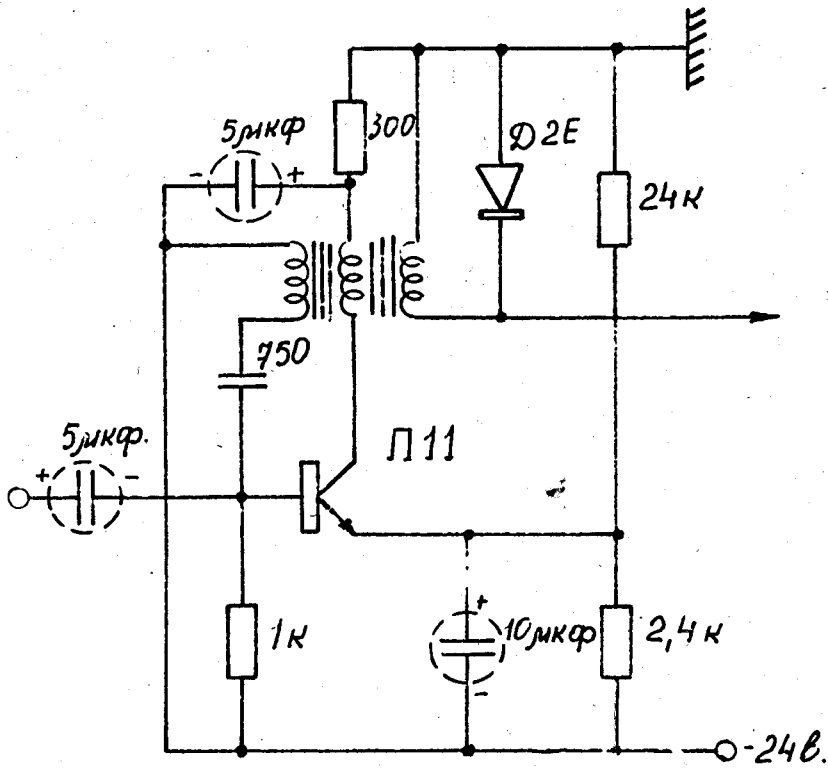 5мкф
- +
300
Д2Е
24к
750
5мкф.
+ -
П11
1к
+
10мкф
-
2,4к
-24в.